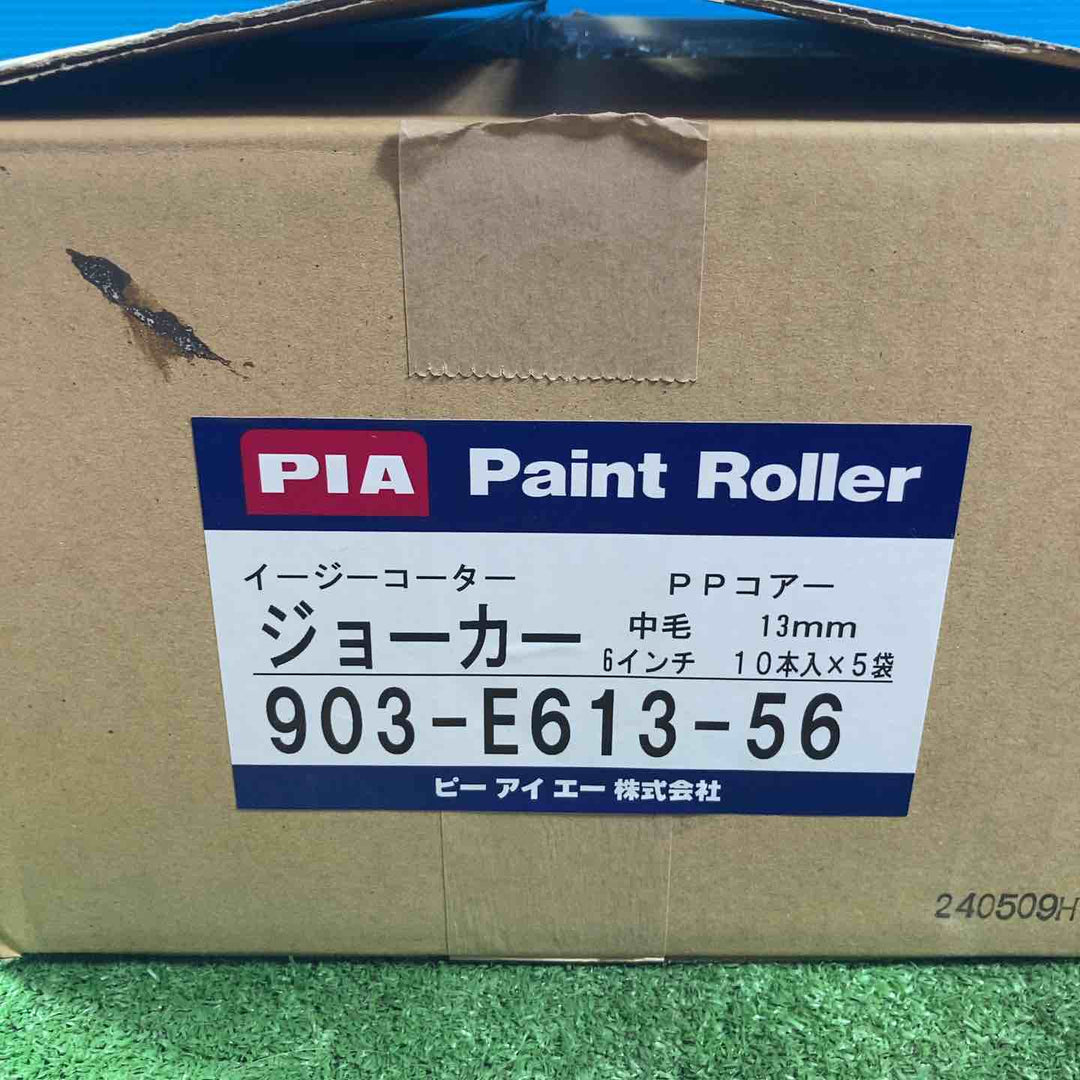 PIA Paint Roller
イージーコーター PPコアー
ジョーカー 中毛 13mm
6インチ 10本入×5袋
903-E613-56
ピー アイ エー 株式会社
240509H